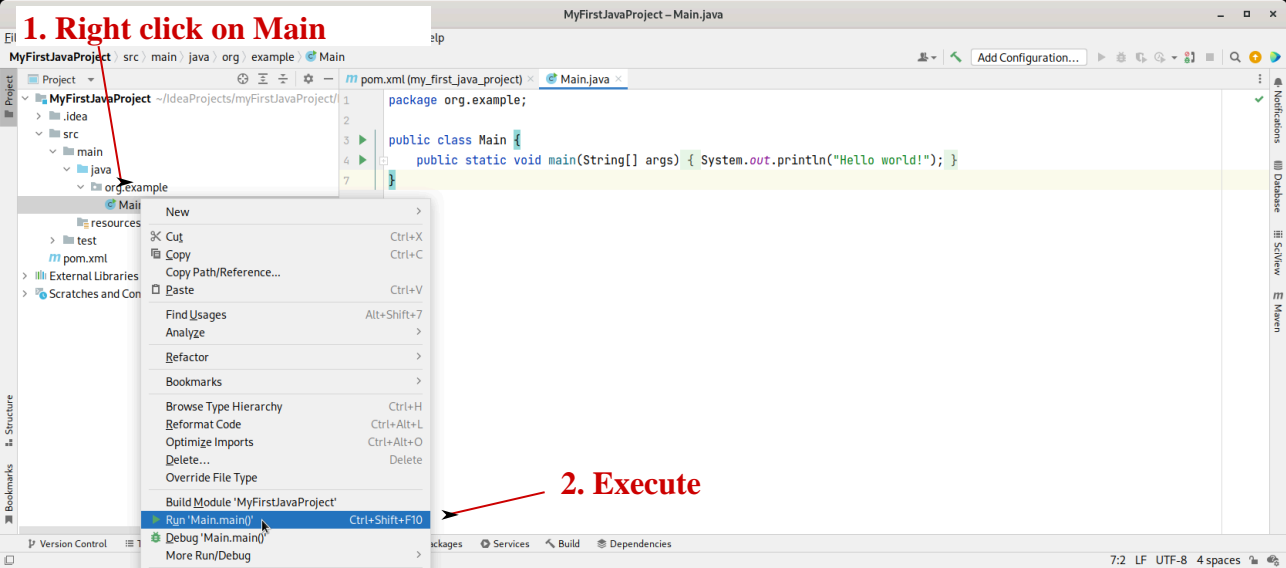 MyFirstJavaProject – Main.java
1. Right click on Main
elp
MyFirstJavaProject src main java org example Main
Add Configuration...
Project
pom.xml (my_first_java_project)
Main.java
MyFirstJavaProject ~/IdeaProjects/myFirstJavaProject/
.idea
src
main
java
org.example
Main
resources
test
pom.xml
External Libraries
Scratches and Con
1 package org.example;
2
3 public class Main {
4 public static void main(String[] args) { System.out.println("Hello world!"); }
7 }
New
Cut Ctrl+X
Copy Ctrl+C
Copy Path/Reference...
Paste Ctrl+V
Find Usages Alt+Shift+7
Analyze
Refactor
Bookmarks
Browse Type Hierarchy Ctrl+H
Reformat Code Ctrl+Alt+L
Optimize Imports Ctrl+Alt+O
Delete... Delete
Override File Type
Build Module 'MyFirstJavaProject'
Run 'Main.main()' Ctrl+Shift+F10
Debug 'Main.main()'
More Run/Debug
2. Execute
Project
Structure
Bookmarks
Notifications
Database
SciView
Maven
Version Control
ckages
Services
Build
Dependencies
7:2 LF UTF-8 4 spaces